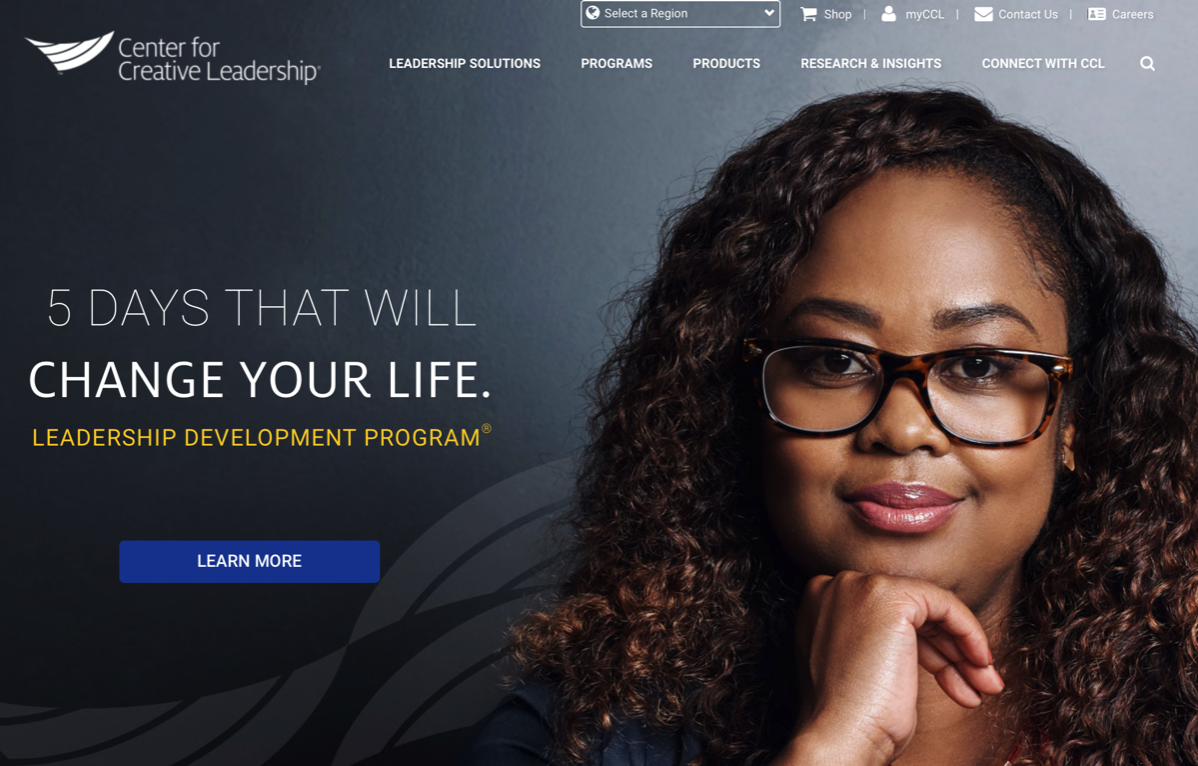 Select a Region
Shop | myCCL | Contact Us | Careers
Center for
Creative Leadership®
LEADERSHIP SOLUTIONS PROGRAMS PRODUCTS RESEARCH & INSIGHTS CONNECT WITH CCL
5 DAYS THAT WILL
CHANGE YOUR LIFE.
LEADERSHIP DEVELOPMENT PROGRAM®
LEARN MORE